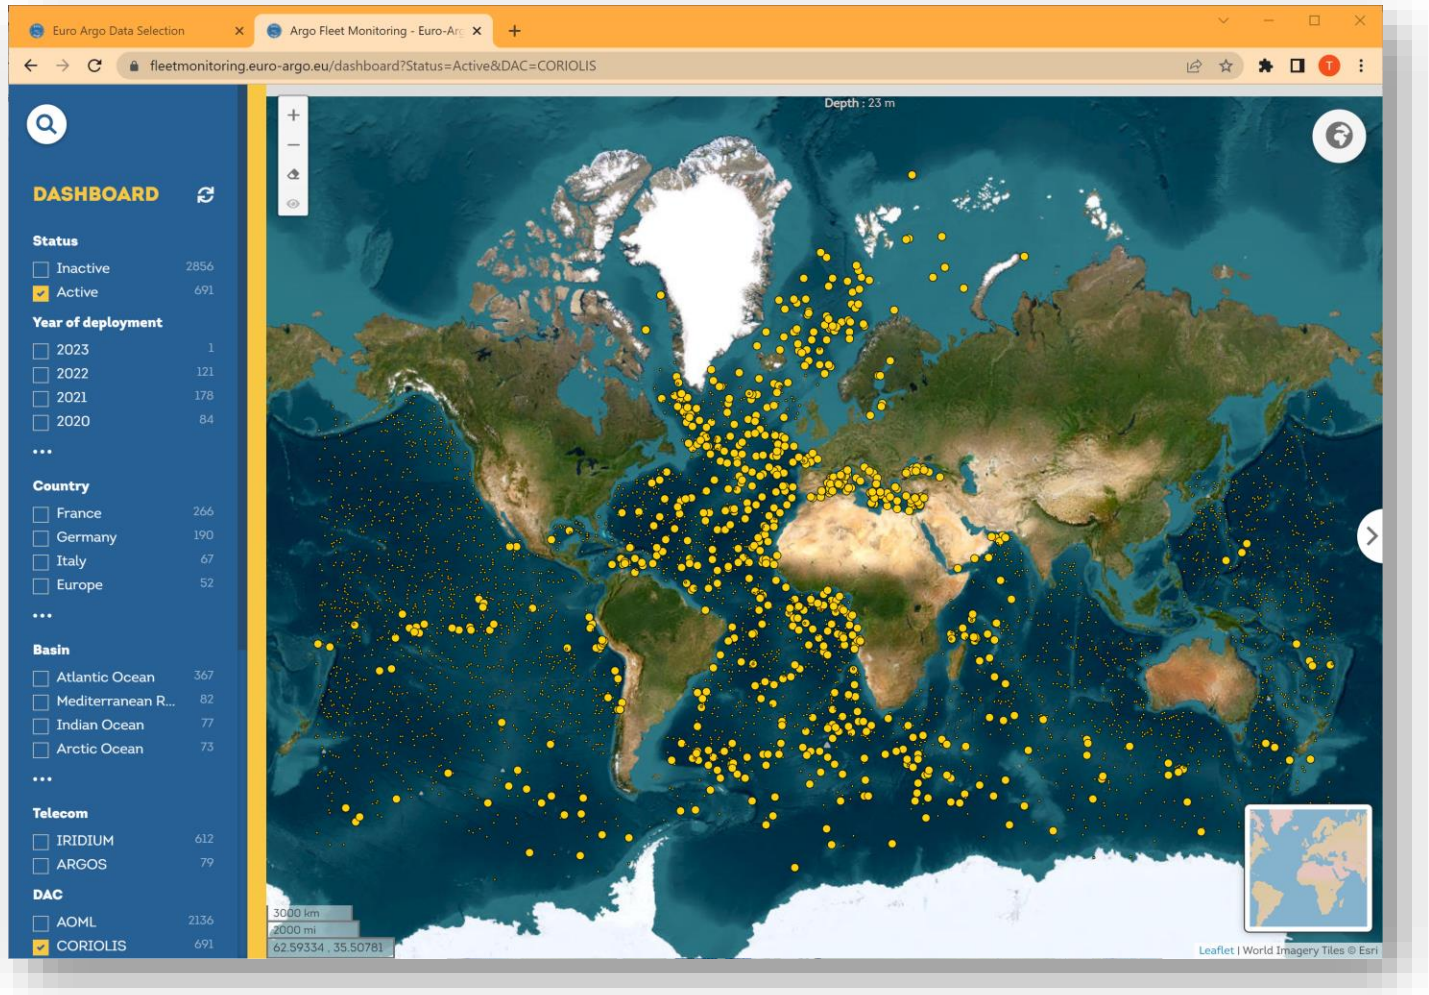 Euro Argo Data Selection
Argo Fleet Monitoring - Euro-Arg
fleetmonitoring.euro-argo.eu/dashboard?Status=Active&DAC=CORIOLIS
T
Depth : 23 m
DASHBOARD
Status
Inactive 2856
Active 691
Year of deployment
2023 1
2022 121
2021 178
2020 84
...
Country
France 266
Germany 190
Italy 67
Europe 52
...
Basin
Atlantic Ocean 367
Mediterranean R... 82
Indian Ocean 77
Arctic Ocean 73
...
Telecom
IRIDIUM 612
ARGOS 79
DAC
AOML 2136
CORIOLIS 691
3000 km
2000 mi
62.59334 , 35.50781
Leaflet | World Imagery Tiles © Esri